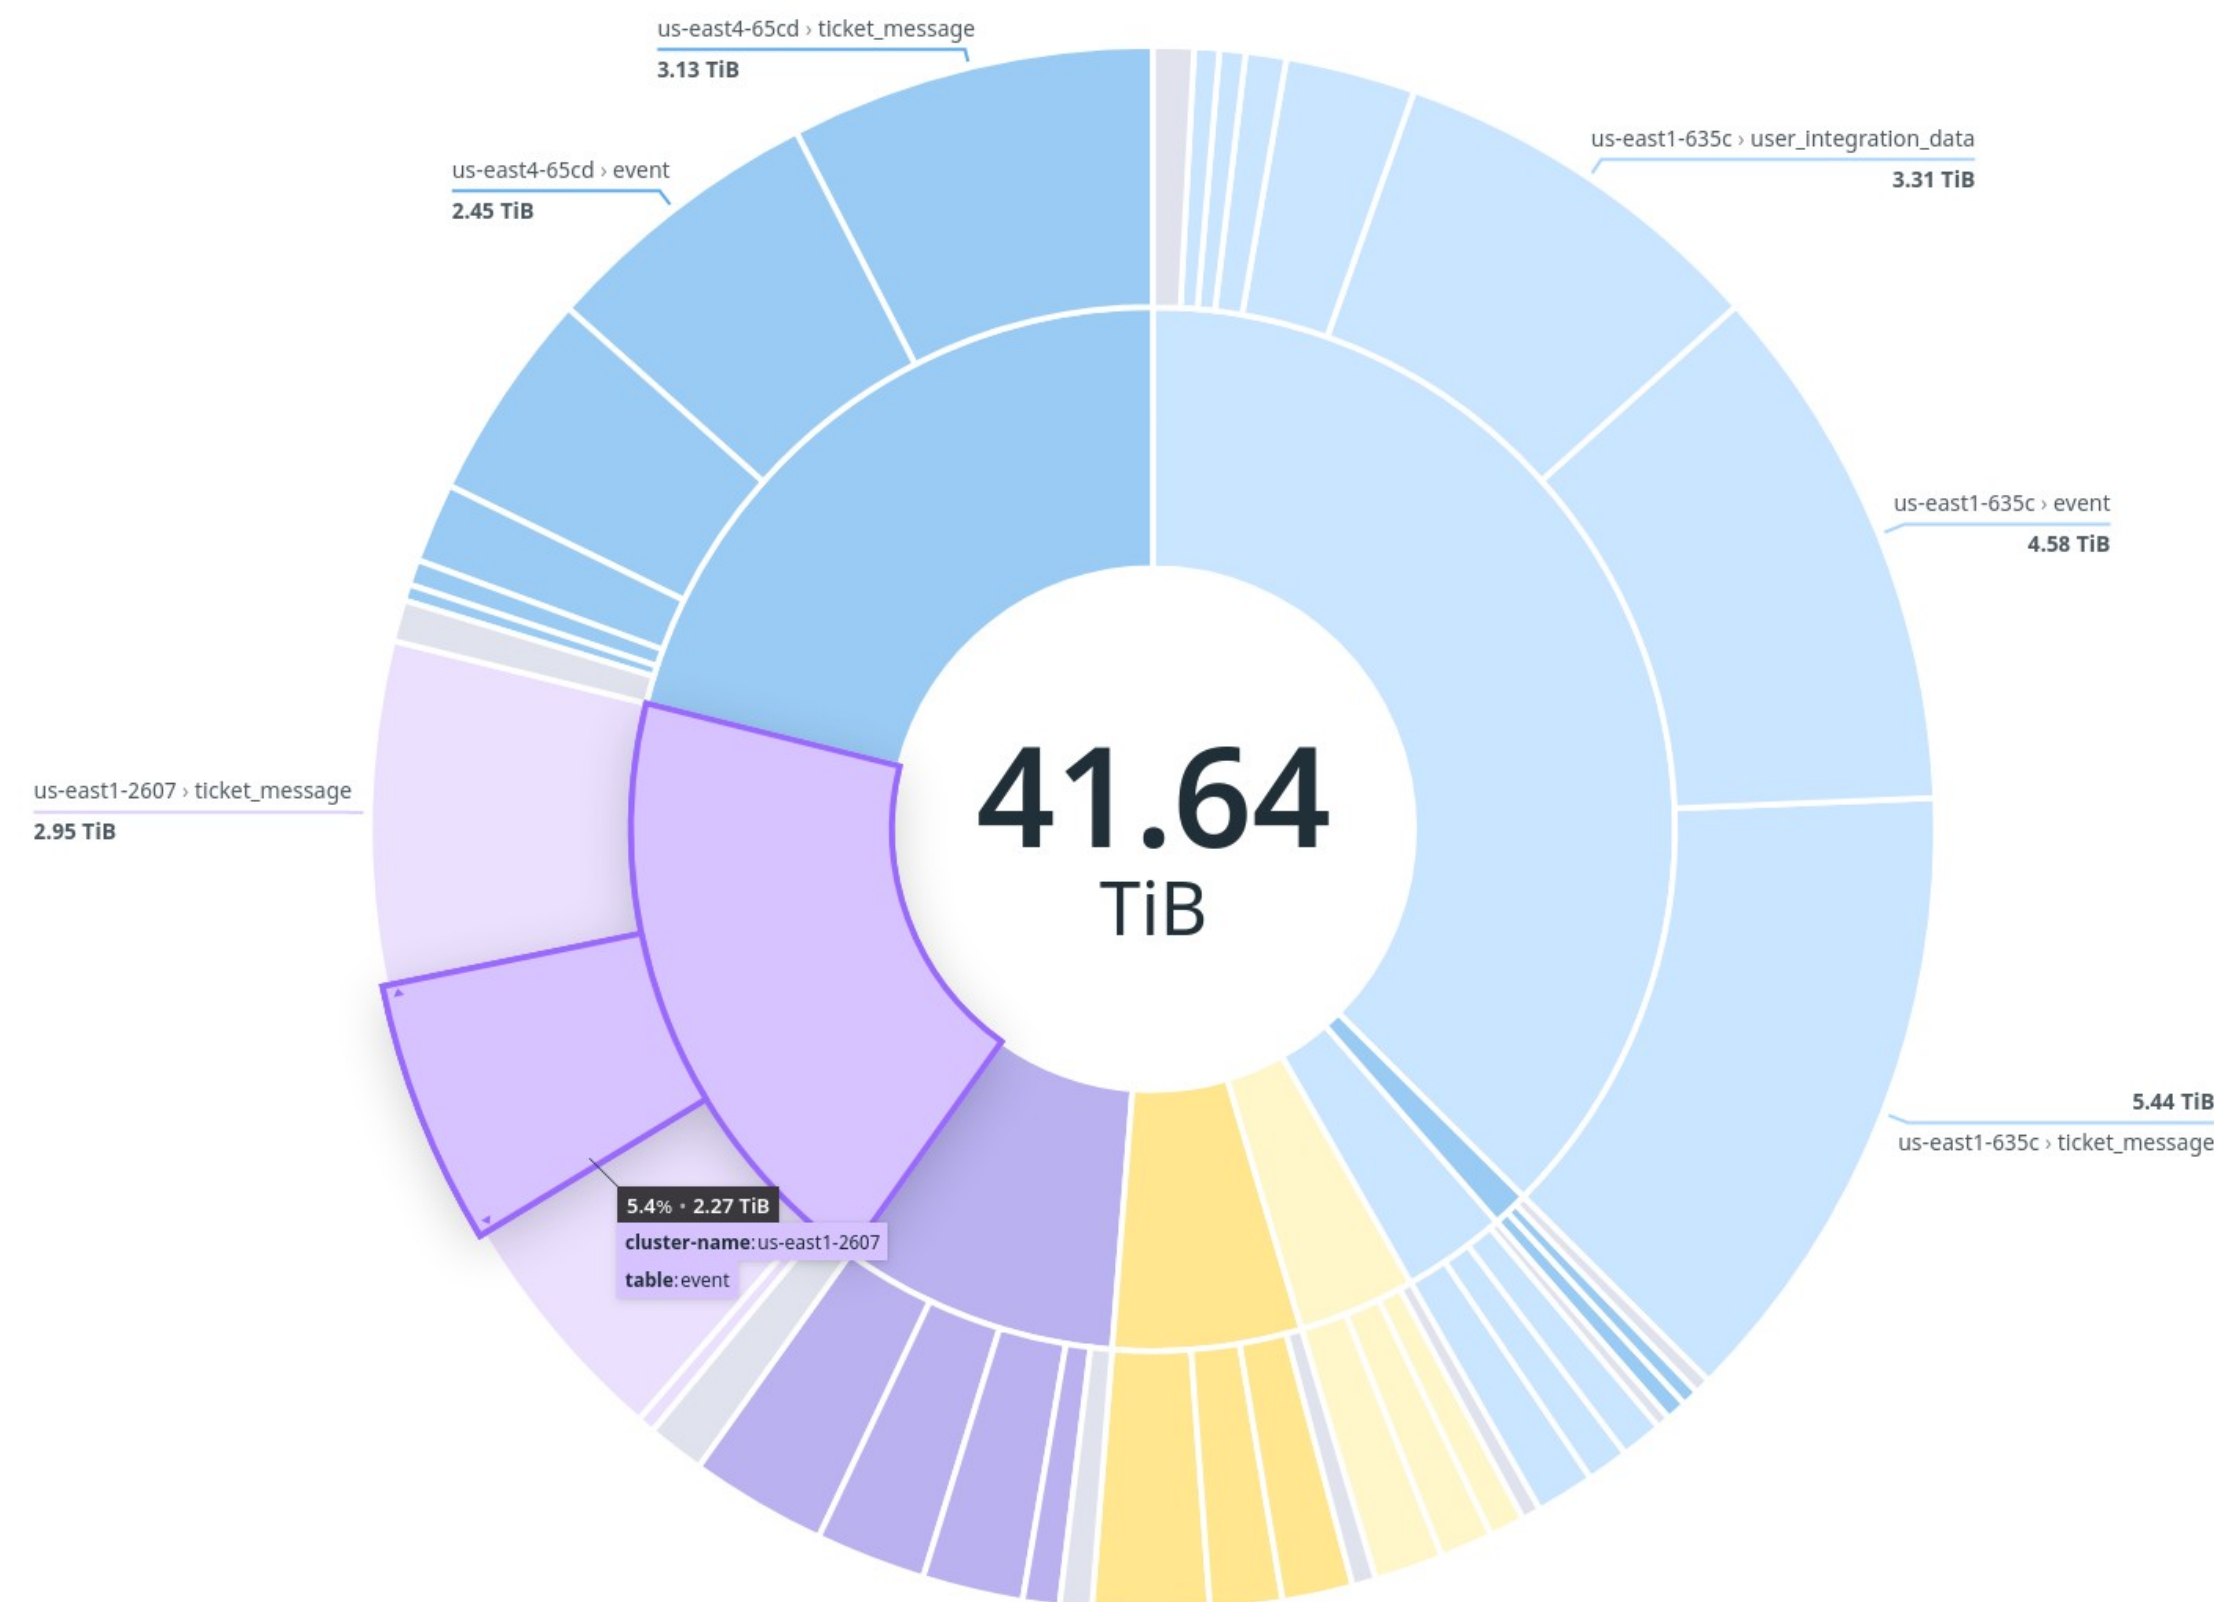 us-east4-65cd › ticket_message
3.13 TiB
us-east1-635c › user_integration_data
3.31 TiB
us-east4-65cd › event
2.45 TiB
us-east1-635c › event
4.58 TiB
41.64
TiB
us-east1-2607 › ticket_message
2.95 TiB
5.44 TiB
us-east1-635c › ticket_message
5.4% • 2.27 TiB
cluster-name:us-east1-2607
table:event